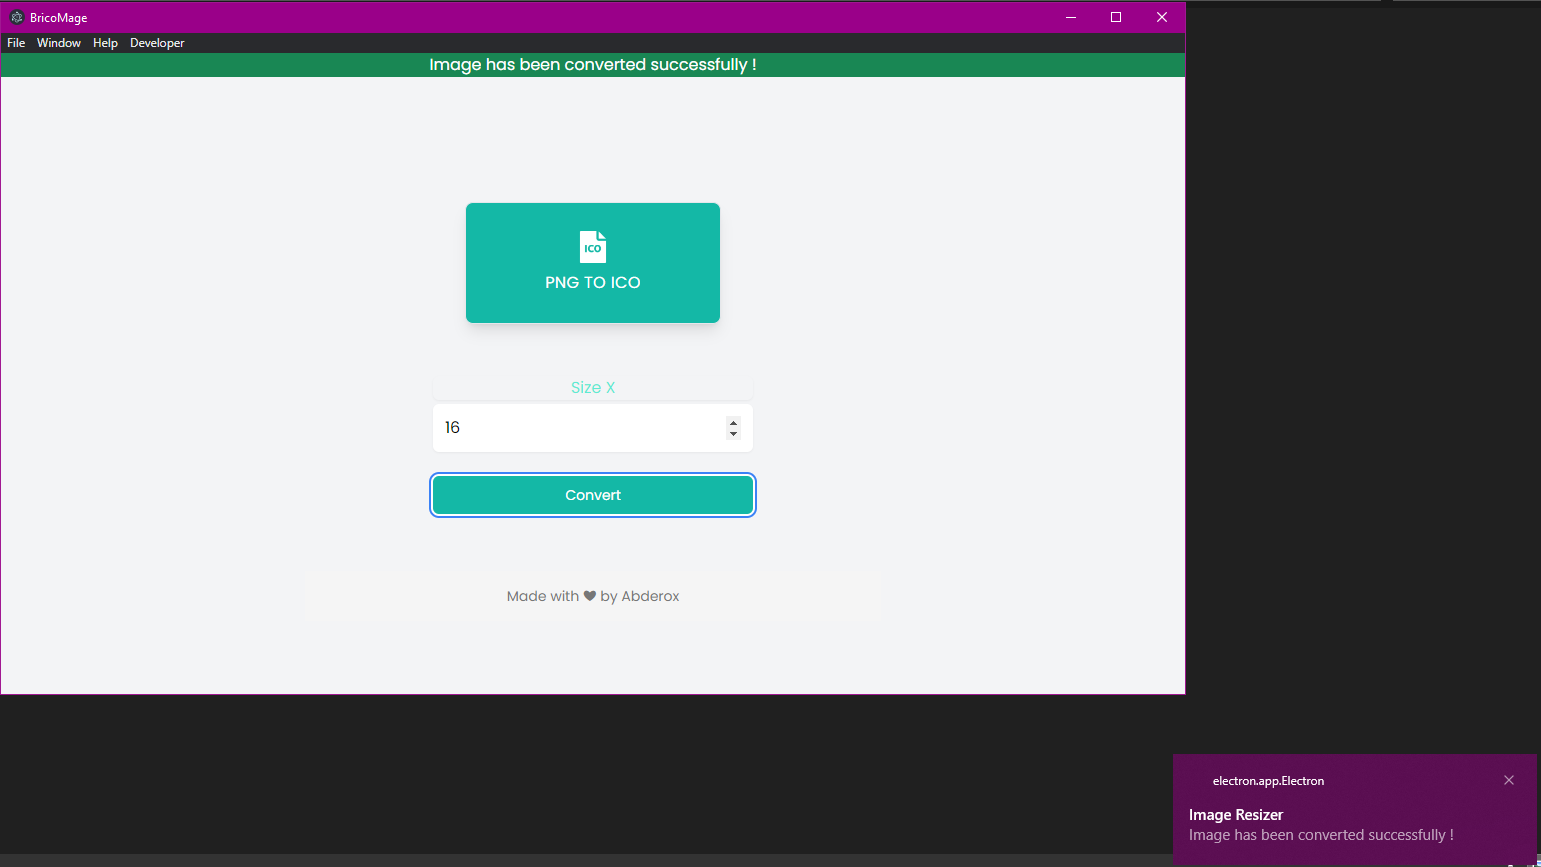 BricoMage
File Window Help Developer
Image has been converted successfully !
ICO
PNG TO ICO
Size X
16
Convert
Made with ❤ by Abderox
electron.app.Electron
Image Resizer
Image has been converted successfully !